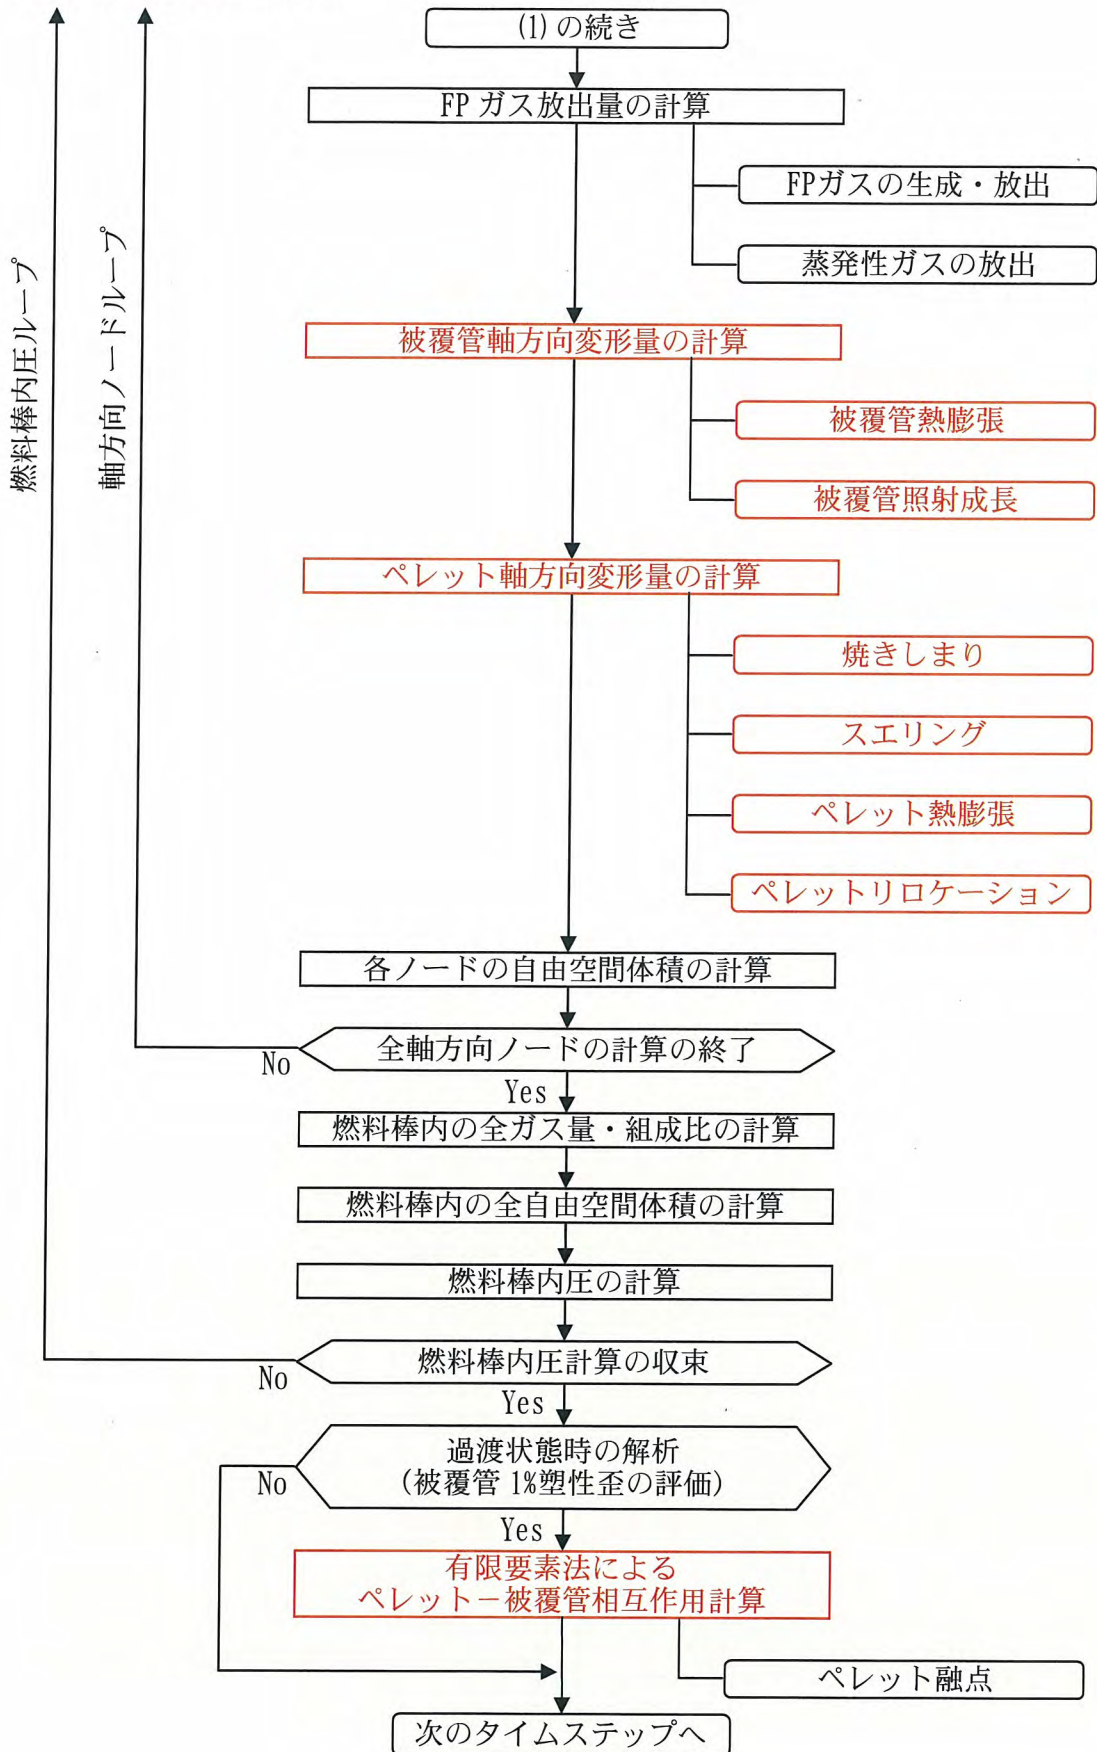 (1)の続き
FP ガス放出量の計算
FPガスの生成・放出
蒸発性ガスの放出
燃料棒内圧ループ
軸方向ノードループ
被覆管軸方向変形量の計算
被覆管熱膨張
被覆管照射成長
ペレット軸方向変形量の計算
焼きしまり
スエリング
ペレット熱膨張
ペレットリロケーション
各ノードの自由空間体積の計算
全軸方向ノードの計算の終了
No
Yes
燃料棒内の全ガス量・組成比の計算
燃料棒内の全自由空間体積の計算
燃料棒内圧の計算
燃料棒内圧計算の収束
No
Yes
過渡状態時の解析
(被覆管 1%塑性歪の評価)
No
Yes
有限要素法による
ペレット－被覆管相互作用計算
ペレット融点
次のタイムステップへ